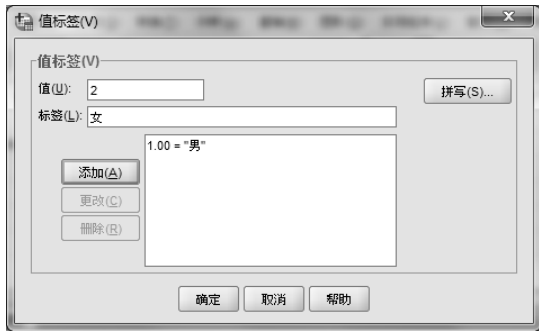 值标签(V)
值标签(V)
值(U): 2
拼写(S)...
标签(L): 女
1.00 = "男"
添加(A)
更改(C)
删除(R)
确定 取消 帮助